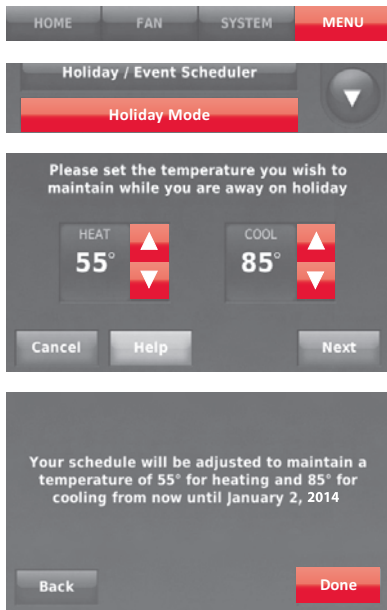 HOME FAN SYSTEM MENU
Holiday / Event Scheduler
Holiday Mode
Please set the temperature you wish to
maintain while you are away on holiday
HEAT COOL
55° 85°
Cancel Help Next
Your schedule will be adjusted to maintain a
temperature of 55° for heating and 85° for
cooling from now until January 2, 2014
Back Done